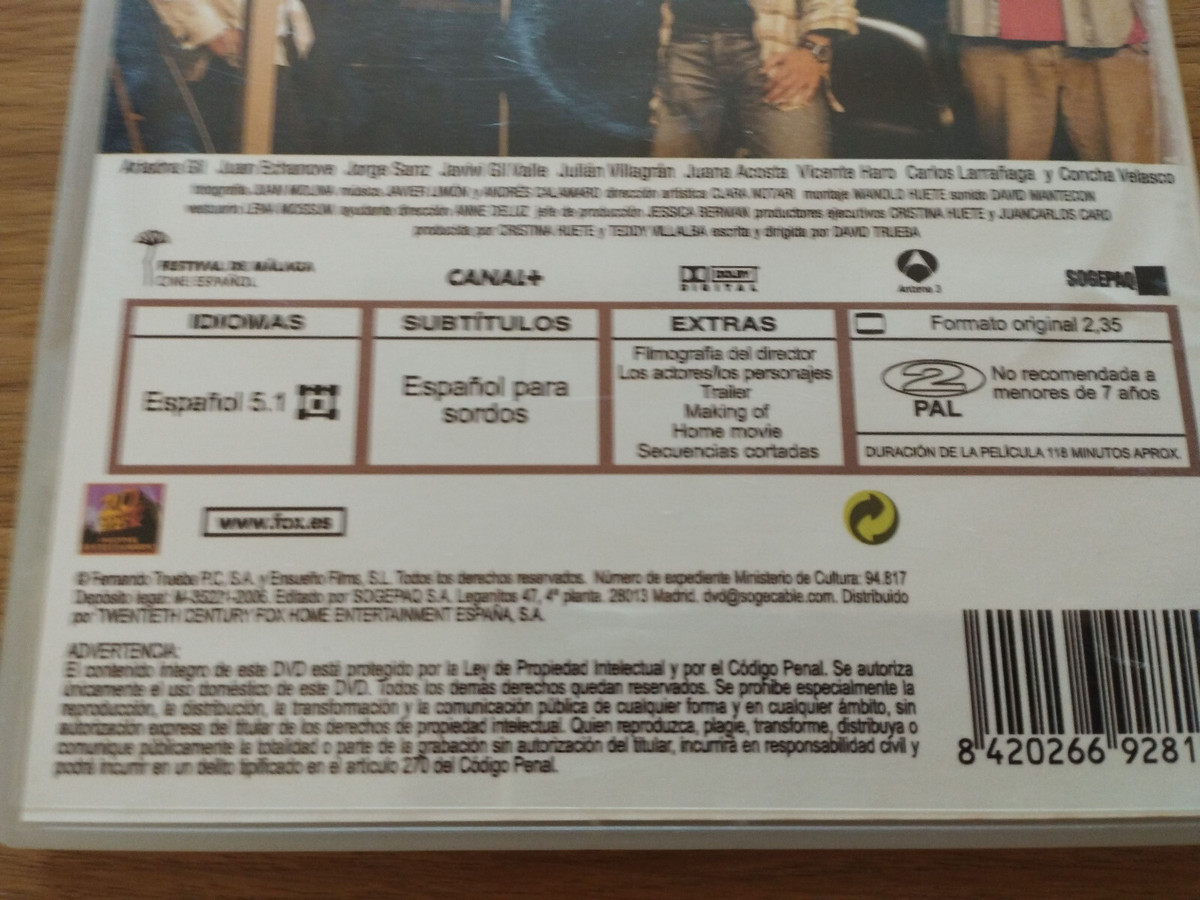 Ariadna Gil Juan Echanove Jorge Sanz Javivi Gil Valle Julián Villagrán Juana Acosta Vicente Haro Carlos Larrañaga y Concha Velasco
fotografía JUAN MOLINA música JAVIER LIMÓN y ANDRÉS CALAMARO dirección artística CLARA NOTARI montaje MANOLO HUETE sonido DAVID MANTECÓN
vestuario LENA MOSSUM ayudante dirección ANNE DELUZ jefe de producción JESSICA BERMAN productores ejecutivos CRISTINA HUETE y JUANCARLOS CARO
producida por CRISTINA HUETE y TEDDY VILLALBA escrita y dirigida por DAVID TRUEBA
FESTIVAL DE MÁLAGA
CINE ESPAÑOL
CANAL+
DOLBY
DIGITAL
Antena 3
SOGEPAQ
IDIOMAS
Español 5.1
SUBTÍTULOS
Español para
sordos
EXTRAS
Filmografía del director
Los actores/los personajes
Trailer
Making of
Home movie
Secuencias cortadas
Formato original 2,35
2
PAL
No recomendada a
menores de 7 años
DURACIÓN DE LA PELÍCULA 118 MINUTOS APROX.
www.fox.es
© Fernando Trueba P.C, S.A. y Ensueño Films, S.L. Todos los derechos reservados. Número de expediente Ministerio de Cultura: 94.817
Depósito legal: M-35221-2006. Editado por SOGEPAQ S.A. Leganitos 47, 4ª planta. 28013 Madrid. dvd@sogecable.com. Distribuido
por TWENTIETH CENTURY FOX HOME ENTERTAINMENT ESPAÑA, S.A.
ADVERTENCIA:
El contenido íntegro de este DVD está protegido por la Ley de Propiedad Intelectual y por el Código Penal. Se autoriza
únicamente el uso doméstico de este DVD. Todos los demás derechos quedan reservados. Se prohíbe especialmente la
reproducción, la distribución, la transformación y la comunicación pública de cualquier forma y en cualquier ámbito, sin
autorización expresa del titular de los derechos de propiedad intelectual. Quien reproduzca, plagie, transforme, distribuya o
comunique públicamente la totalidad o parte de la grabación sin autorización del titular, incurrirá en responsabilidad civil y
podrá incurrir en un delito tipificado en el artículo 270 del Código Penal.
8 420266 9281